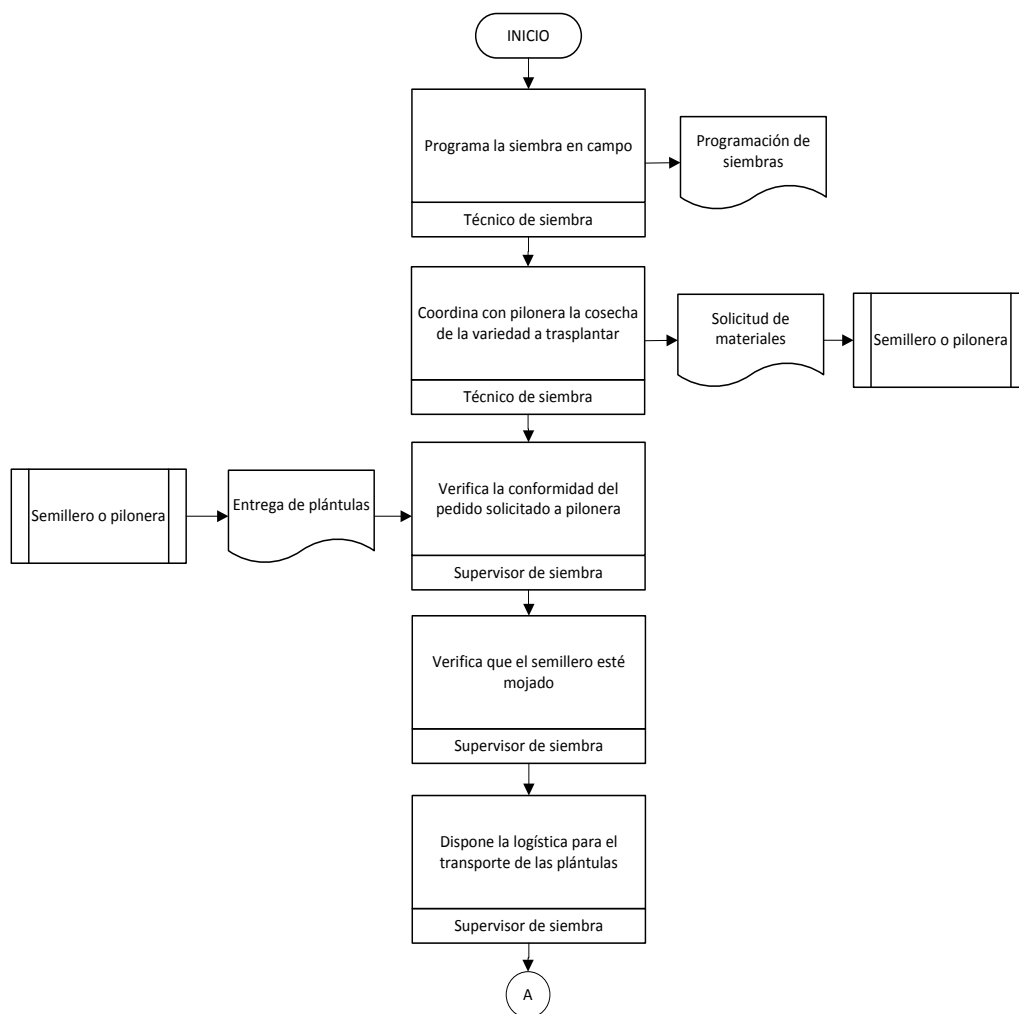 INICIO
Programa la siembra en campo
Técnico de siembra
Programación de
siembras
Coordina con pilonera la cosecha
de la variedad a trasplantar
Técnico de siembra
Solicitud de
materiales
Semillero o pilonera
Semillero o pilonera
Entrega de plántulas
Verifica la conformidad del
pedido solicitado a pilonera
Supervisor de siembra
Verifica que el semillero esté
mojado
Supervisor de siembra
Dispone la logística para el
transporte de las plántulas
Supervisor de siembra
A